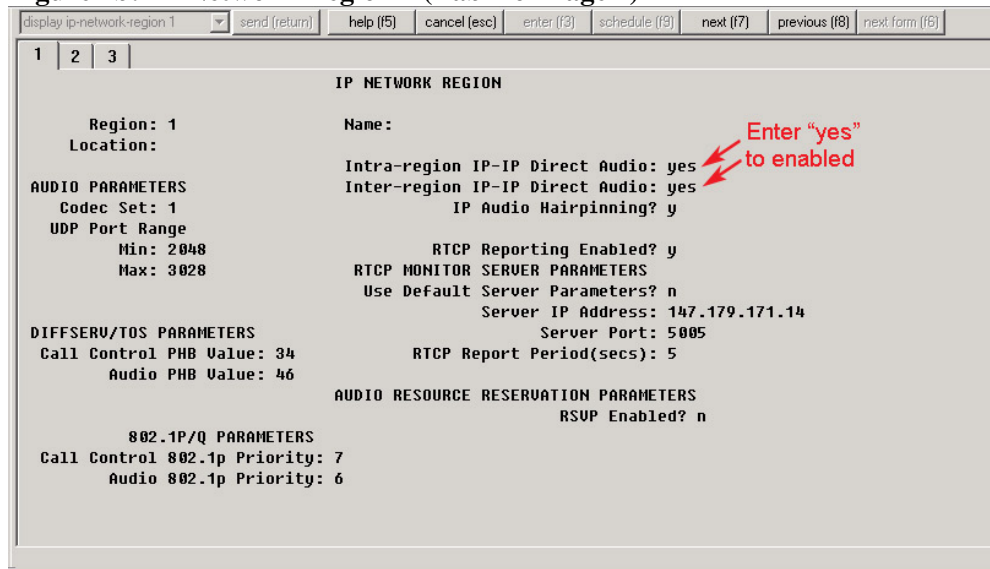 display ip-network-region 1 send (return) help (f5) cancel (esc) enter (f3) schedule (f9) next (f7) previous (f8) next form (f6)
1 2 3
IP NETWORK REGION
Region: 1 Name:
Location:
Enter “yes” to enabled
Intra-region IP-IP Direct Audio: yes
AUDIO PARAMETERS Inter-region IP-IP Direct Audio: yes
Codec Set: 1 IP Audio Hairpinning? y
UDP Port Range
Min: 2048 RTCP Reporting Enabled? y
Max: 3028 RTCP MONITOR SERVER PARAMETERS
Use Default Server Parameters? n
Server IP Address: 147.179.171.14
DIFFSERV/TOS PARAMETERS Server Port: 5005
Call Control PHB Value: 34 RTCP Report Period(secs): 5
Audio PHB Value: 46
AUDIO RESOURCE RESERVATION PARAMETERS
RSVP Enabled? n
802.1P/Q PARAMETERS
Call Control 802.1p Priority: 7
Audio 802.1p Priority: 6